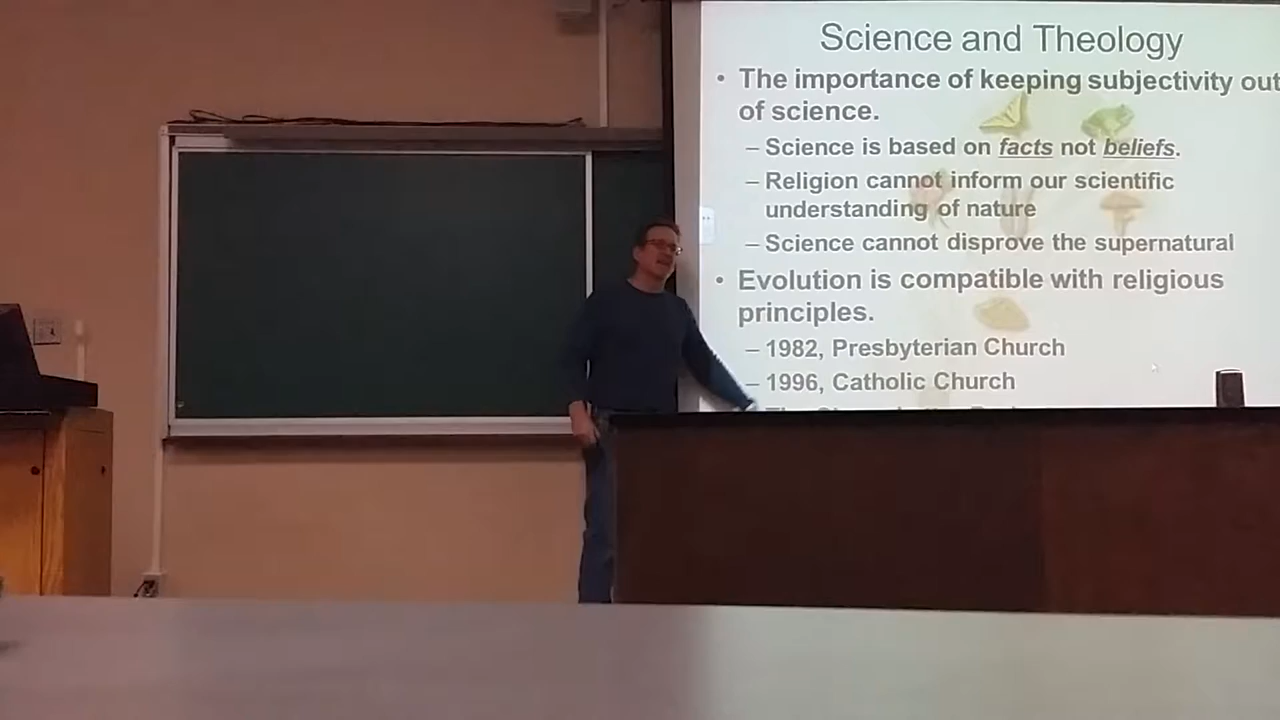 Science and Theology
• The importance of keeping subjectivity out
of science.
– Science is based on facts not beliefs.
– Religion cannot inform our scientific
understanding of nature
– Science cannot disprove the supernatural
• Evolution is compatible with religious
principles.
– 1982, Presbyterian Church
– 1996, Catholic Church